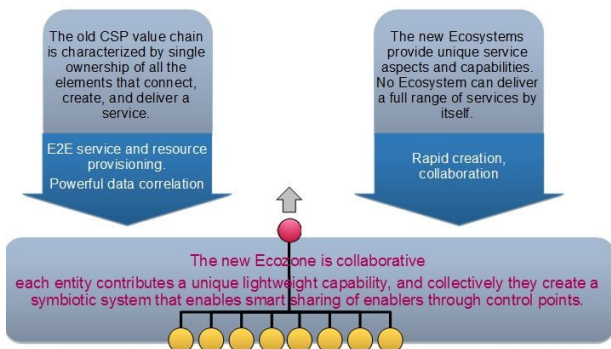 The old CSP value chain
is characterized by single
ownership of all the
elements that connect,
create, and deliver a
service.
E2E service and resource
provisioning.
Powerful data correlation
The new Ecosystems
provide unique service
aspects and capabilities.
No Ecosystem can deliver
a full range of services by
itself.
Rapid creation,
collaboration
The new Ecozone is collaborative
each entity contributes a unique lightweight capability, and collectively they create a
symbiotic system that enables smart sharing of enablers through control points.